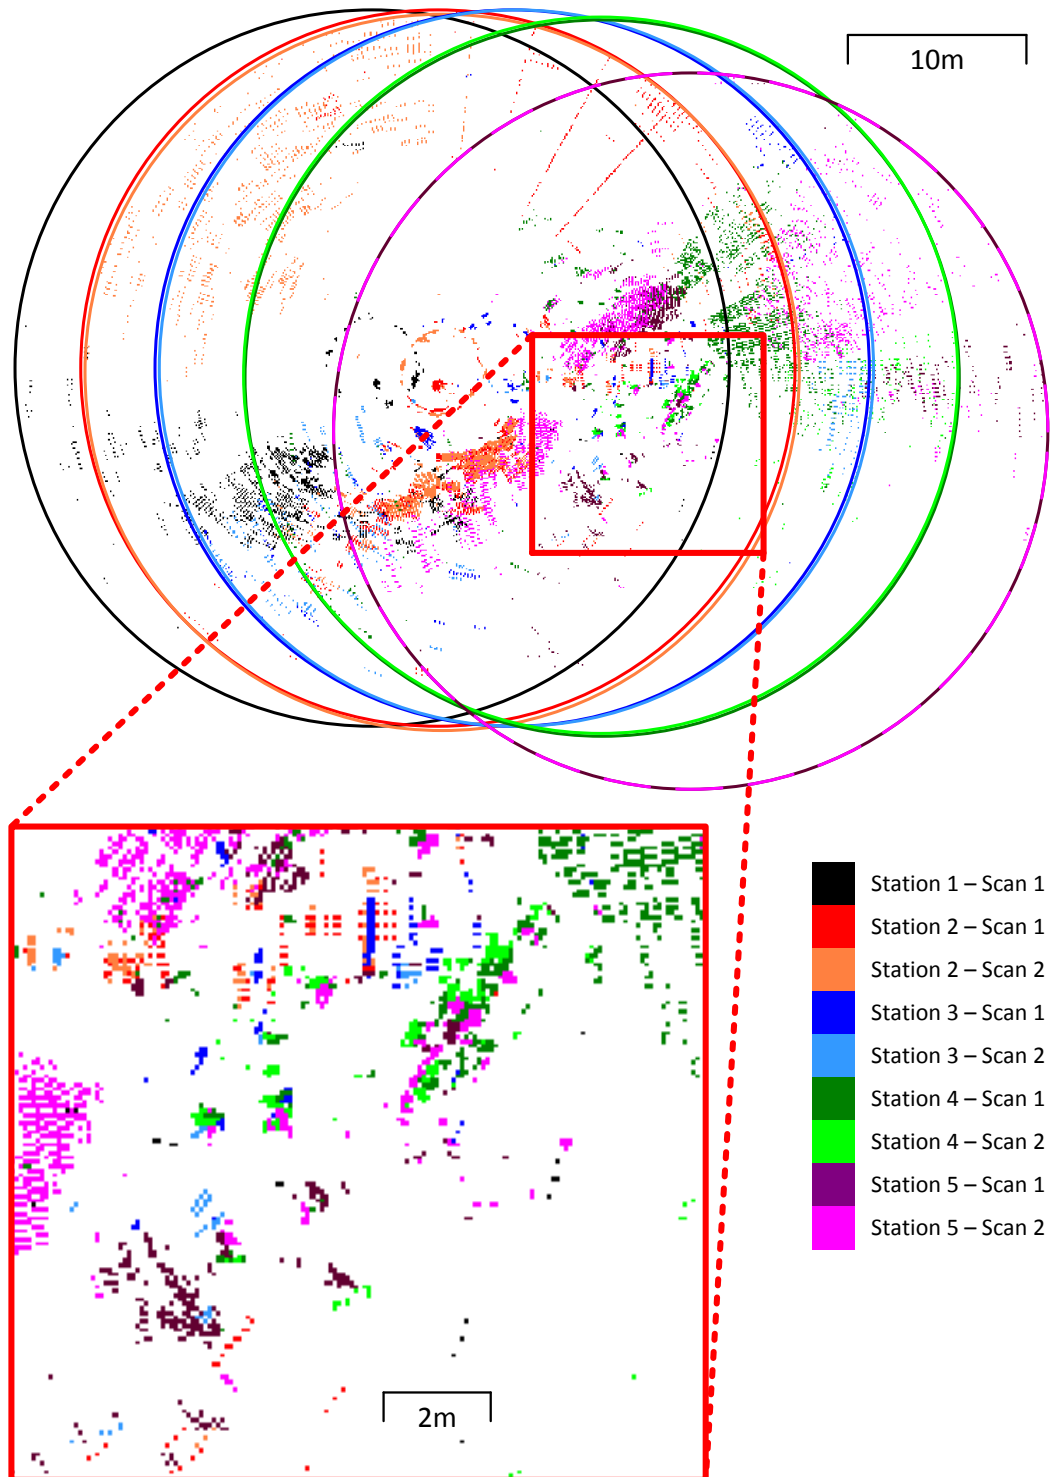 10m
Station 1 – Scan 1
Station 2 – Scan 1
Station 2 – Scan 2
Station 3 – Scan 1
Station 3 – Scan 2
Station 4 – Scan 1
Station 4 – Scan 2
Station 5 – Scan 1
Station 5 – Scan 2
2m